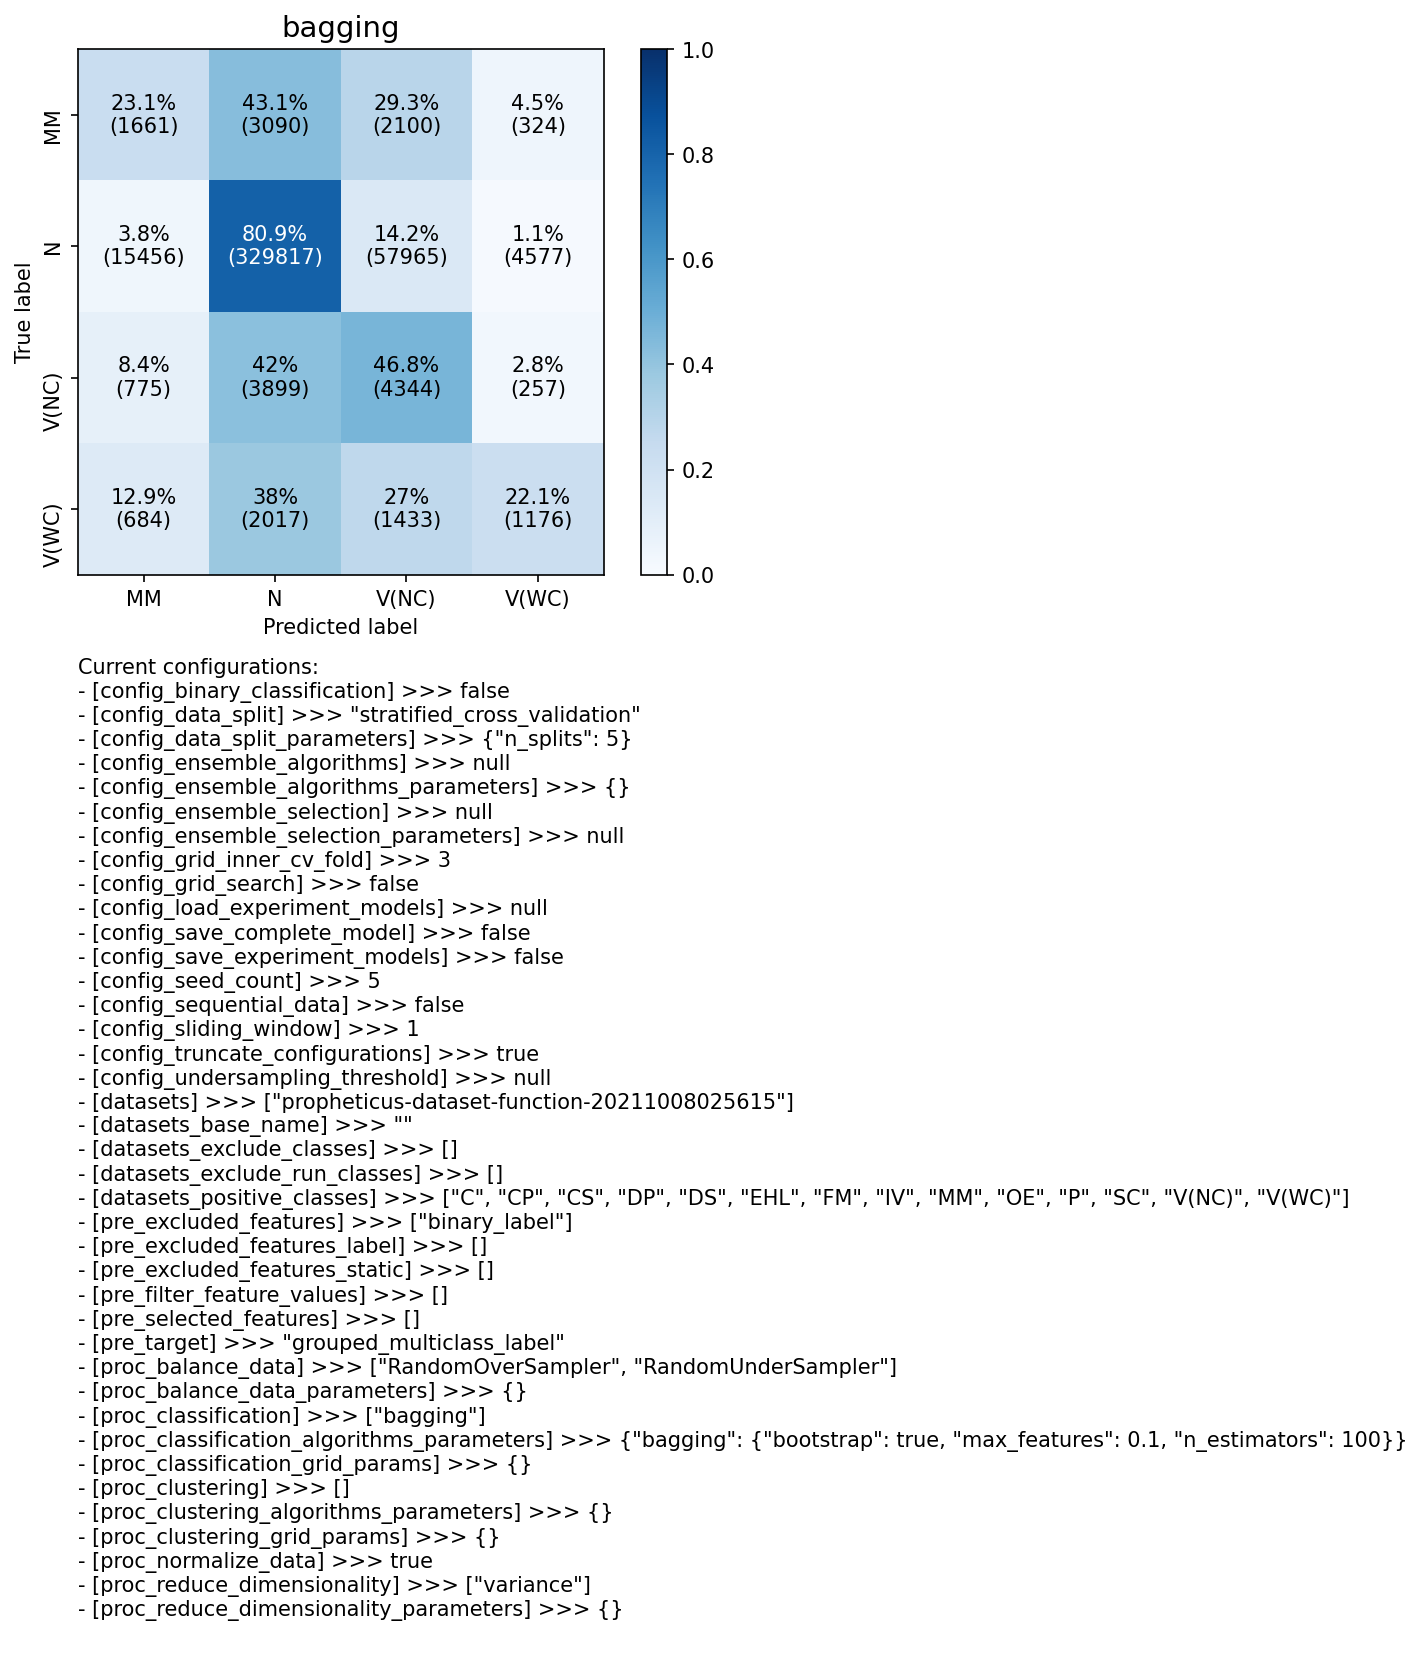 bagging
23.1% 43.1% 29.3% 4.5%
(1661) (3090) (2100) (324)
3.8% 80.9% 14.2% 1.1%
(15456) (329817) (57965) (4577)
8.4% 42% 46.8% 2.8%
(775) (3899) (4344) (257)
12.9% 38% 27% 22.1%
(684) (2017) (1433) (1176)
True label
MM
N
V(NC)
V(WC)
MM N V(NC) V(WC)
Predicted label
1.0
0.8
0.6
0.4
0.2
0.0
Current configurations:
- [config_binary_classification] >>> false
- [config_data_split] >>> "stratified_cross_validation"
- [config_data_split_parameters] >>> {"n_splits": 5}
- [config_ensemble_algorithms] >>> null
- [config_ensemble_algorithms_parameters] >>> {}
- [config_ensemble_selection] >>> null
- [config_ensemble_selection_parameters] >>> null
- [config_grid_inner_cv_fold] >>> 3
- [config_grid_search] >>> false
- [config_load_experiment_models] >>> null
- [config_save_complete_model] >>> false
- [config_save_experiment_models] >>> false
- [config_seed_count] >>> 5
- [config_sequential_data] >>> false
- [config_sliding_window] >>> 1
- [config_truncate_configurations] >>> true
- [config_undersampling_threshold] >>> null
- [datasets] >>> ["propheticus-dataset-function-20211008025615"]
- [datasets_base_name] >>> ""
- [datasets_exclude_classes] >>> []
- [datasets_exclude_run_classes] >>> []
- [datasets_positive_classes] >>> ["C", "CP", "CS", "DP", "DS", "EHL", "FM", "IV", "MM", "OE", "P", "SC", "V(NC)", "V(WC)"]
- [pre_excluded_features] >>> ["binary_label"]
- [pre_excluded_features_label] >>> []
- [pre_excluded_features_static] >>> []
- [pre_filter_feature_values] >>> []
- [pre_selected_features] >>> []
- [pre_target] >>> "grouped_multiclass_label"
- [proc_balance_data] >>> ["RandomOverSampler", "RandomUnderSampler"]
- [proc_balance_data_parameters] >>> {}
- [proc_classification] >>> ["bagging"]
- [proc_classification_algorithms_parameters] >>> {"bagging": {"bootstrap": true, "max_features": 0.1, "n_estimators": 100}}
- [proc_classification_grid_params] >>> {}
- [proc_clustering] >>> []
- [proc_clustering_algorithms_parameters] >>> {}
- [proc_clustering_grid_params] >>> {}
- [proc_normalize_data] >>> true
- [proc_reduce_dimensionality] >>> ["variance"]
- [proc_reduce_dimensionality_parameters] >>> {}